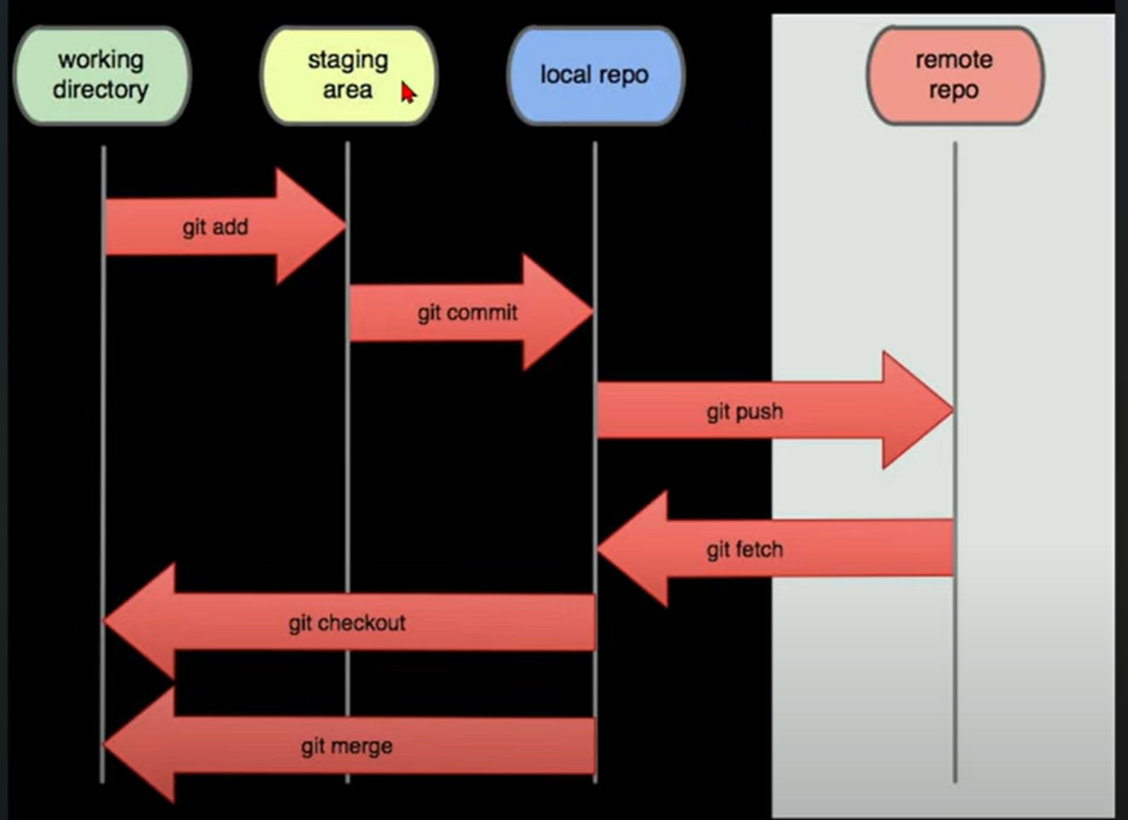 working
directory
staging
area
local repo
remote
repo
git add
git commit
git push
git fetch
git checkout
git merge